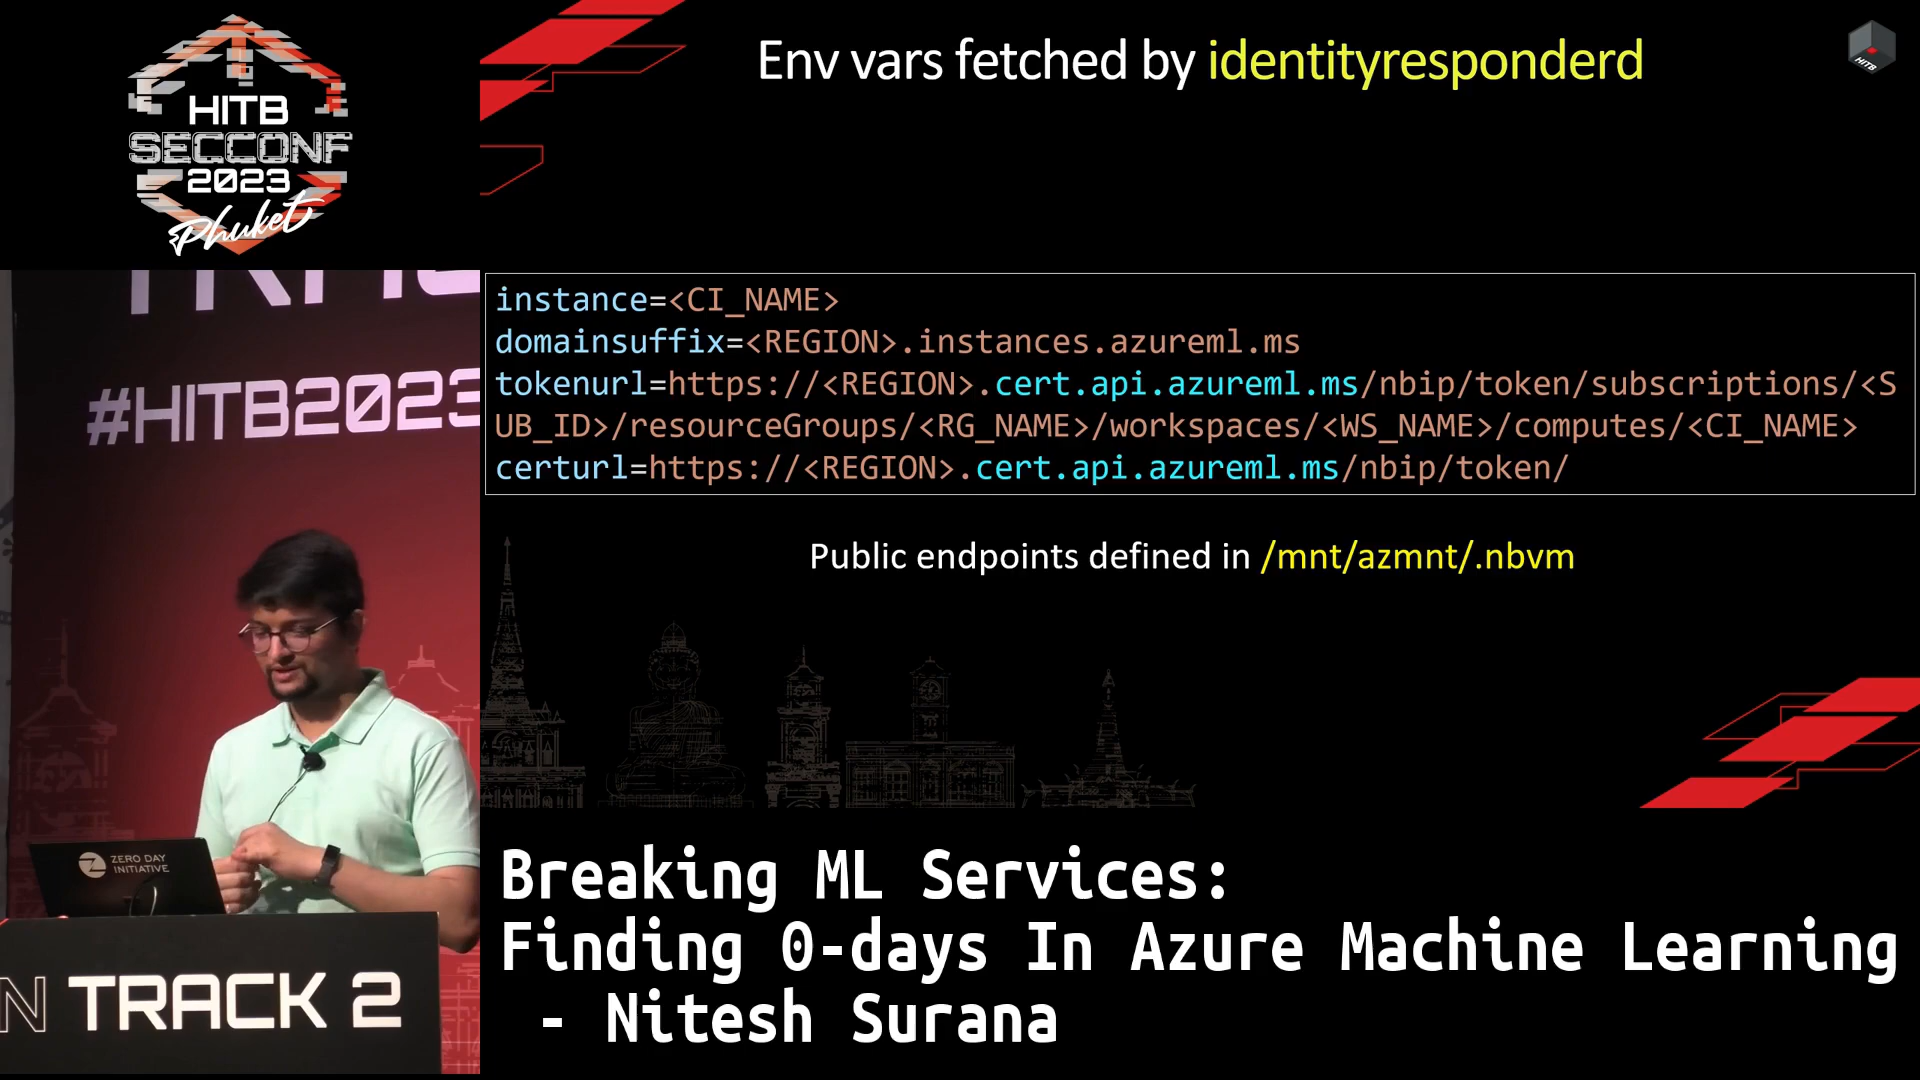 HITB
SECCONF
2023
Phuket
Env vars fetched by identityresponderd
HITB
#HITB2023
instance=<CI_NAME>
domainsuffix=<REGION>.instances.azureml.ms
tokenurl=https://<REGION>.cert.api.azureml.ms/nbip/token/subscriptions/<S
UB_ID>/resourceGroups/<RG_NAME>/workspaces/<WS_NAME>/computes/<CI_NAME>
certurl=https://<REGION>.cert.api.azureml.ms/nbip/token/
Public endpoints defined in /mnt/azmnt/.nbvm
ZERO DAY
INITIATIVE
N TRACK 2
Breaking ML Services:
Finding 0-days In Azure Machine Learning
- Nitesh Surana